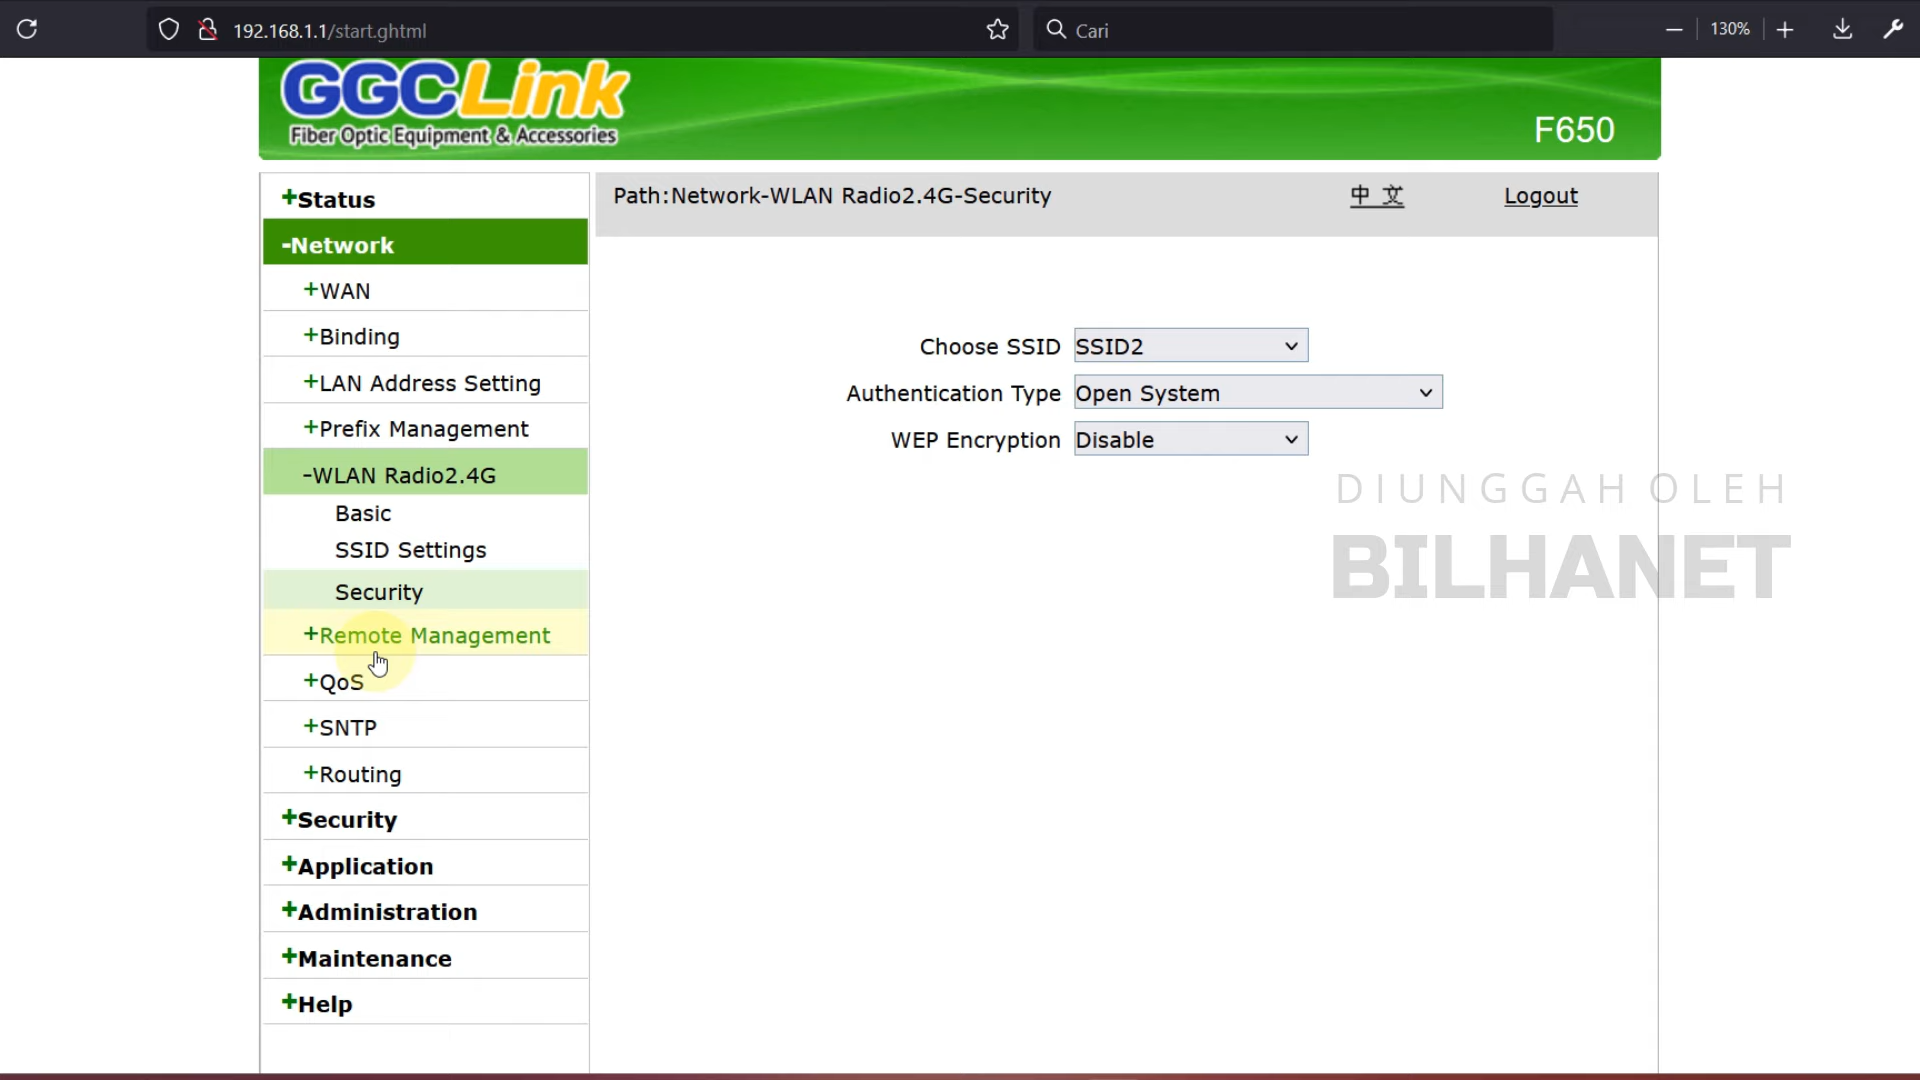 192.168.1.1/start.ghtml
Cari
130%
GGCLink
Fiber Optic Equipment & Accessories
F650
+Status
-Network
+WAN
+Binding
+LAN Address Setting
+Prefix Management
-WLAN Radio2.4G
Basic
SSID Settings
Security
+Remote Management
+QoS
+SNTP
+Routing
+Security
+Application
+Administration
+Maintenance
+Help
Path:Network-WLAN Radio2.4G-Security
中 文
Logout
Choose SSID SSID2
Authentication Type Open System
WEP Encryption Disable
DIUNGGAH OLEH
BILHANET